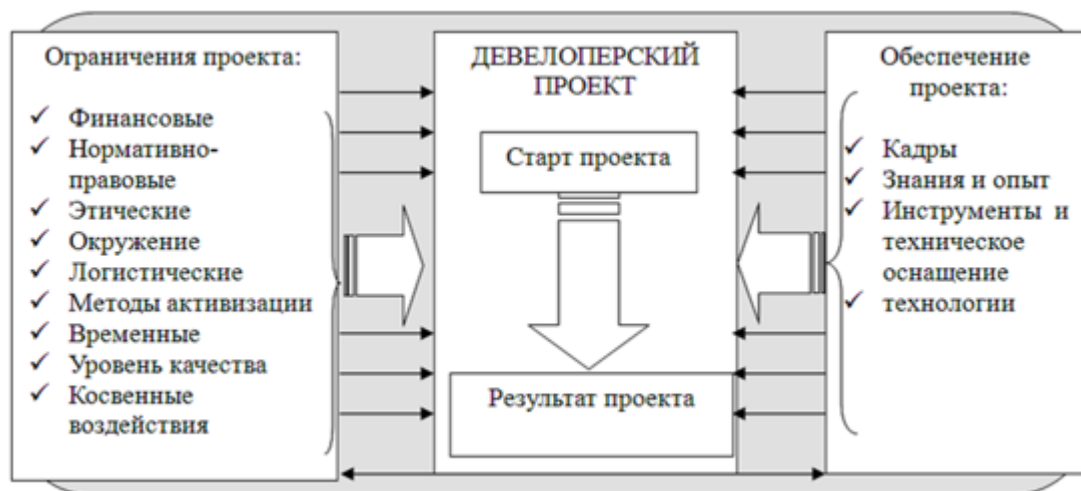 Ограничения проекта:
✓ Финансовые
✓ Нормативно-
правовые
✓ Этические
✓ Окружение
✓ Логистические
✓ Методы активизации
✓ Временные
✓ Уровень качества
✓ Косвенные
воздействия
ДЕВЕЛОПЕРСКИЙ
ПРОЕКТ
Старт проекта
Результат проекта
Обеспечение
проекта:
✓ Кадры
✓ Знания и опыт
✓ Инструменты и
техническое
оснащение
✓ технологии